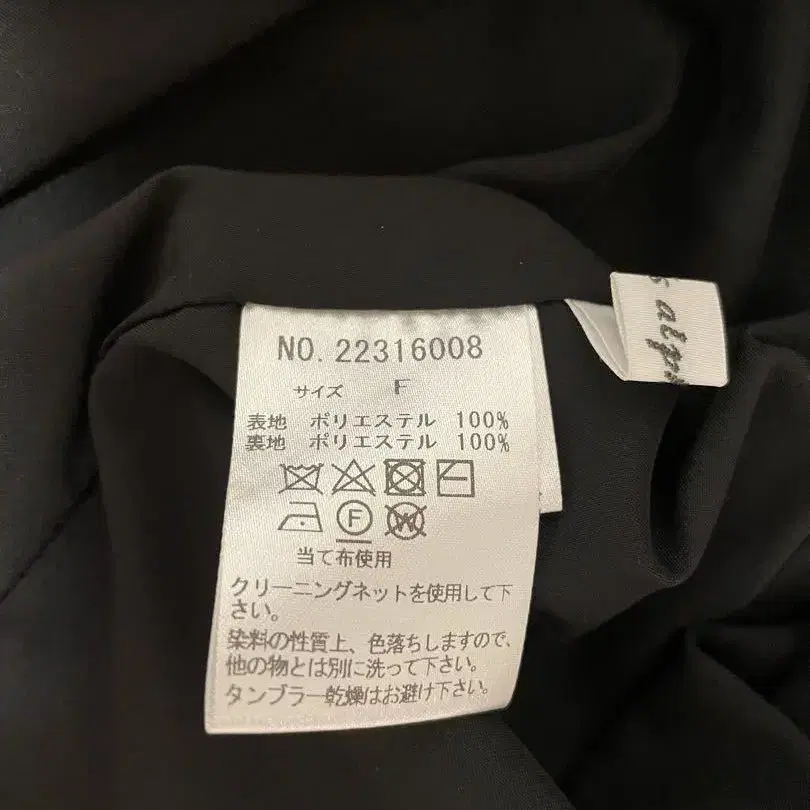 NO. 22316008
サイズ F
表地 ポリエステル 100%
裏地 ポリエステル 100%
F
W
当て布使用
クリーニングネットを使用して下
さい。
染料の性質上、色落ちしますので、
他の物とは別に洗って下さい。
タンブラー乾燥はお避け下さい。